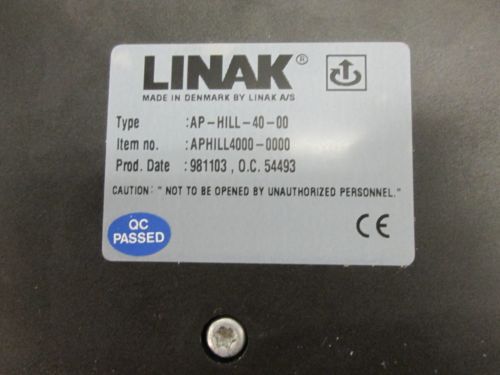 LINAK®
MADE IN DENMARK BY LINAK A/S
Type :AP-HILL-40-00
Item no. :APHILL4000-0000
Prod. Date :981103 , O.C. 54493
CAUTION: " NOT TO BE OPENED BY UNAUTHORIZED PERSONNEL."
QC
PASSED
CE